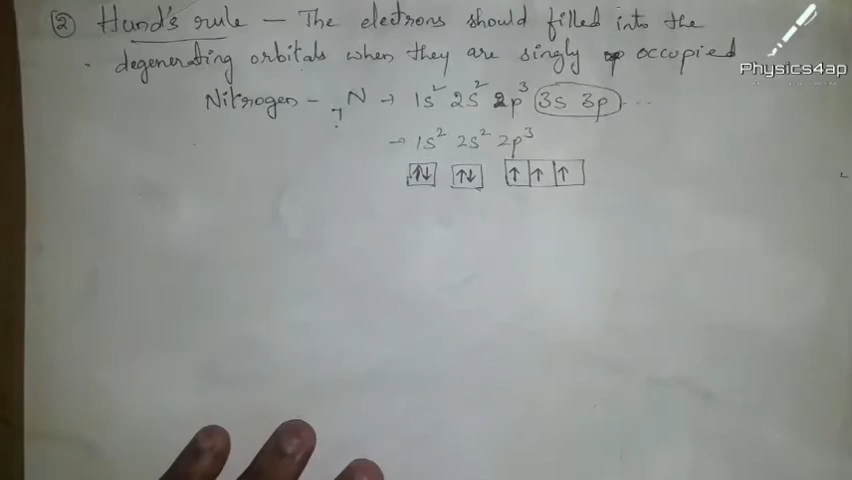 ② Hund's rule — The electrons should filled into the
degenerating orbitals when they are singly occupied
Physics4ap
Nitrogen – ₇N → 1s² 2s² 2p³ 3s 3p ...
→ 1s² 2s² 2p³
↑↓ ↑↓ ↑ ↑ ↑